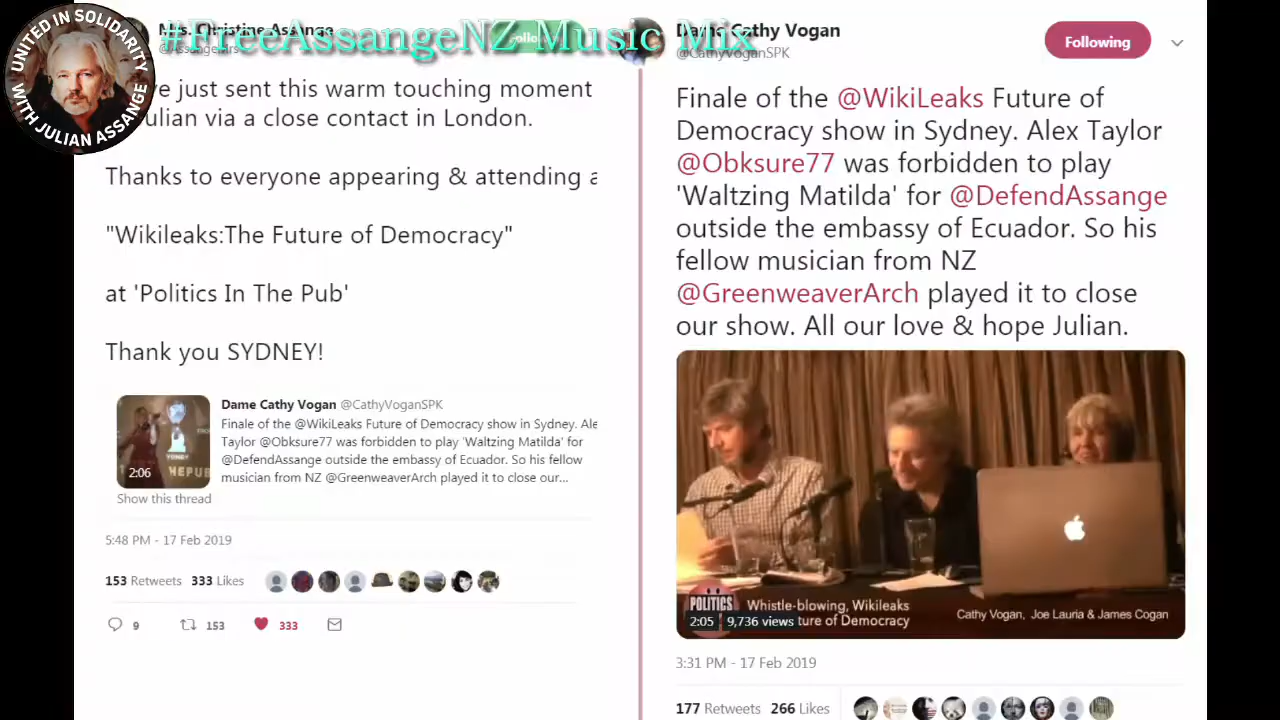 UNITED IN SOLIDARITY
WITH JULIAN ASSANGE
#FreeAssangeNZ Music Mix
Mrs. Christine Assange
just sent this warm touching moment
Julian via a close contact in London.
Thanks to everyone appearing & attending
"Wikileaks:The Future of Democracy"
at 'Politics In The Pub'
Thank you SYDNEY!
Dame Cathy Vogan @CathyVoganSPK
Finale of the @WikiLeaks Future of Democracy show in Sydney. Ale
Taylor @Obksure77 was forbidden to play 'Waltzing Matilda' for
@DefendAssange outside the embassy of Ecuador. So his fellow
musician from NZ @GreenweaverArch played it to close our...
2:06
Show this thread
5:48 PM - 17 Feb 2019
153 Retweets 333 Likes
9 153 333
Dame Cathy Vogan
@CathyVoganSPK
Following
Finale of the @WikiLeaks Future of
Democracy show in Sydney. Alex Taylor
@Obksure77 was forbidden to play
'Waltzing Matilda' for @DefendAssange
outside the embassy of Ecuador. So his
fellow musician from NZ
@GreenweaverArch played it to close
our show. All our love & hope Julian.
POLITICS
Whistle-blowing, Wikileaks
ture of Democracy
Cathy Vogan, Joe Lauria & James Cogan
2:05 9,736 views
3:31 PM - 17 Feb 2019
177 Retweets 266 Likes